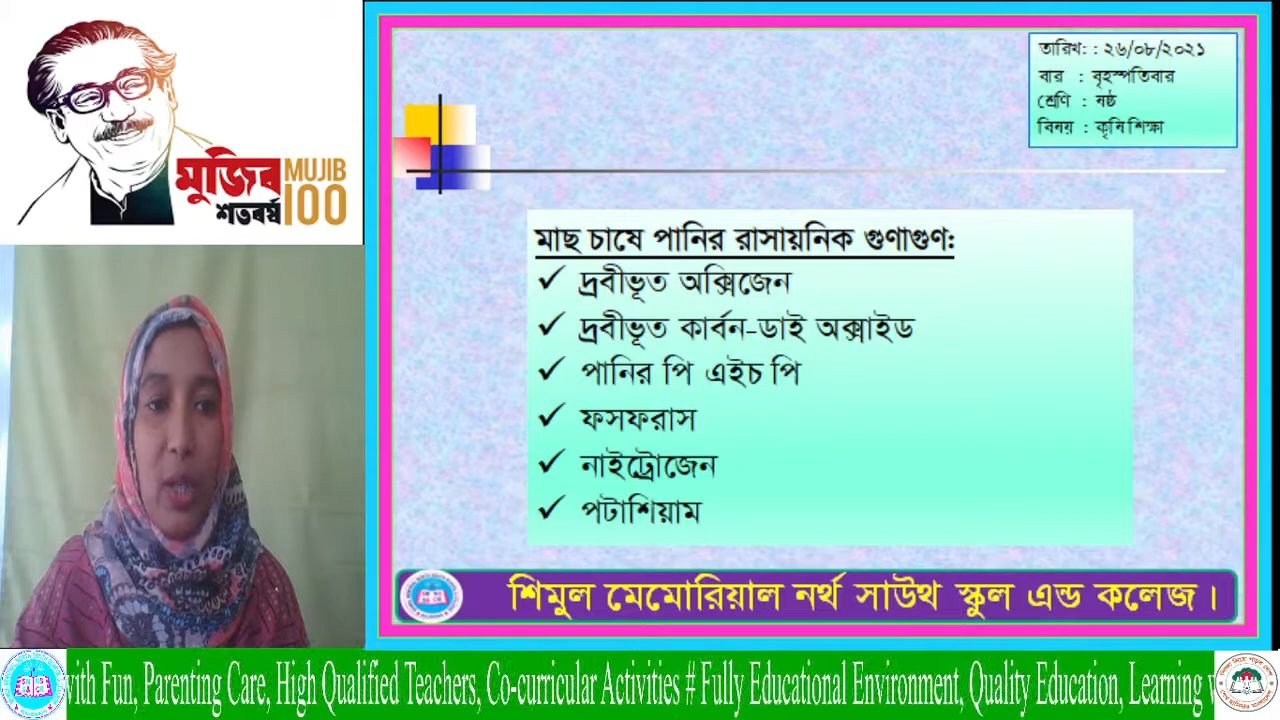 মুজিব
শতবর্ষ
MUJIB
100
তারিখ: : ২৬/০৮/২০২১
বার : বৃহস্পতিবার
শ্রেণি : ষষ্ঠ
বিষয় : কৃষি শিক্ষা
মাছ চাষে পানির রাসায়নিক গুণাগুণ:
✓ দ্রবীভূত অক্সিজেন
✓ দ্রবীভূত কার্বন-ডাই অক্সাইড
✓ পানির পি এইচ পি
✓ ফসফরাস
✓ নাইট্রোজেন
✓ পটাশিয়াম
শিমুল মেমোরিয়াল নর্থ সাউথ স্কুল এন্ড কলেজ।
with Fun, Parenting Care, High Qualified Teachers, Co-curricular Activities # Fully Educational Environment, Quality Education, Learning w